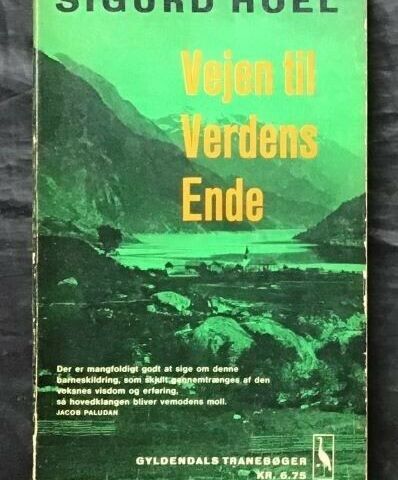 SIGURD HOEL
Vejen til
Verdens
Ende
Der er mangfoldigt godt at sige om denne
barneskildring, som skjult gennemtrænges af den
voksnes visdom og erfaring,
så hovedklangen bliver vemodens moll.
JACOB PALUDAN
GYLDENDALS TRANEBØGER
KR. 6.75